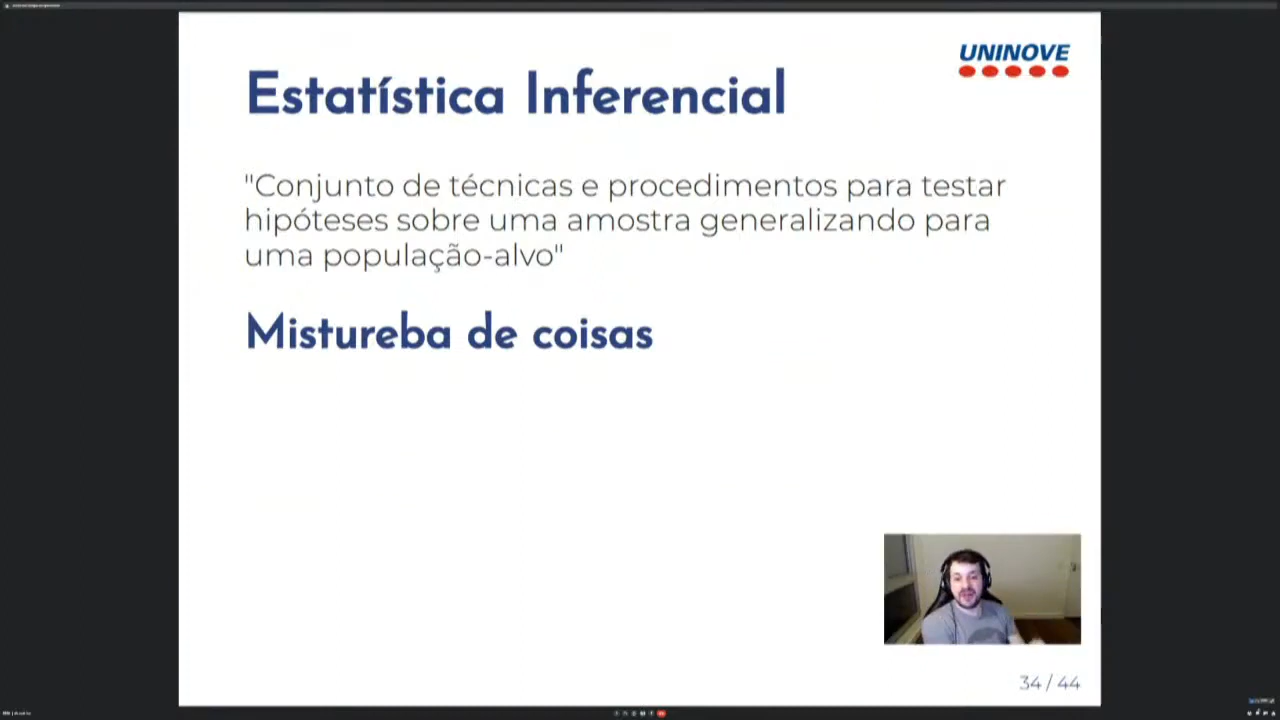 UNINOVE
Estatística Inferencial
"Conjunto de técnicas e procedimentos para testar
hipóteses sobre uma amostra generalizando para
uma população-alvo"
Mistureba de coisas
34 / 44